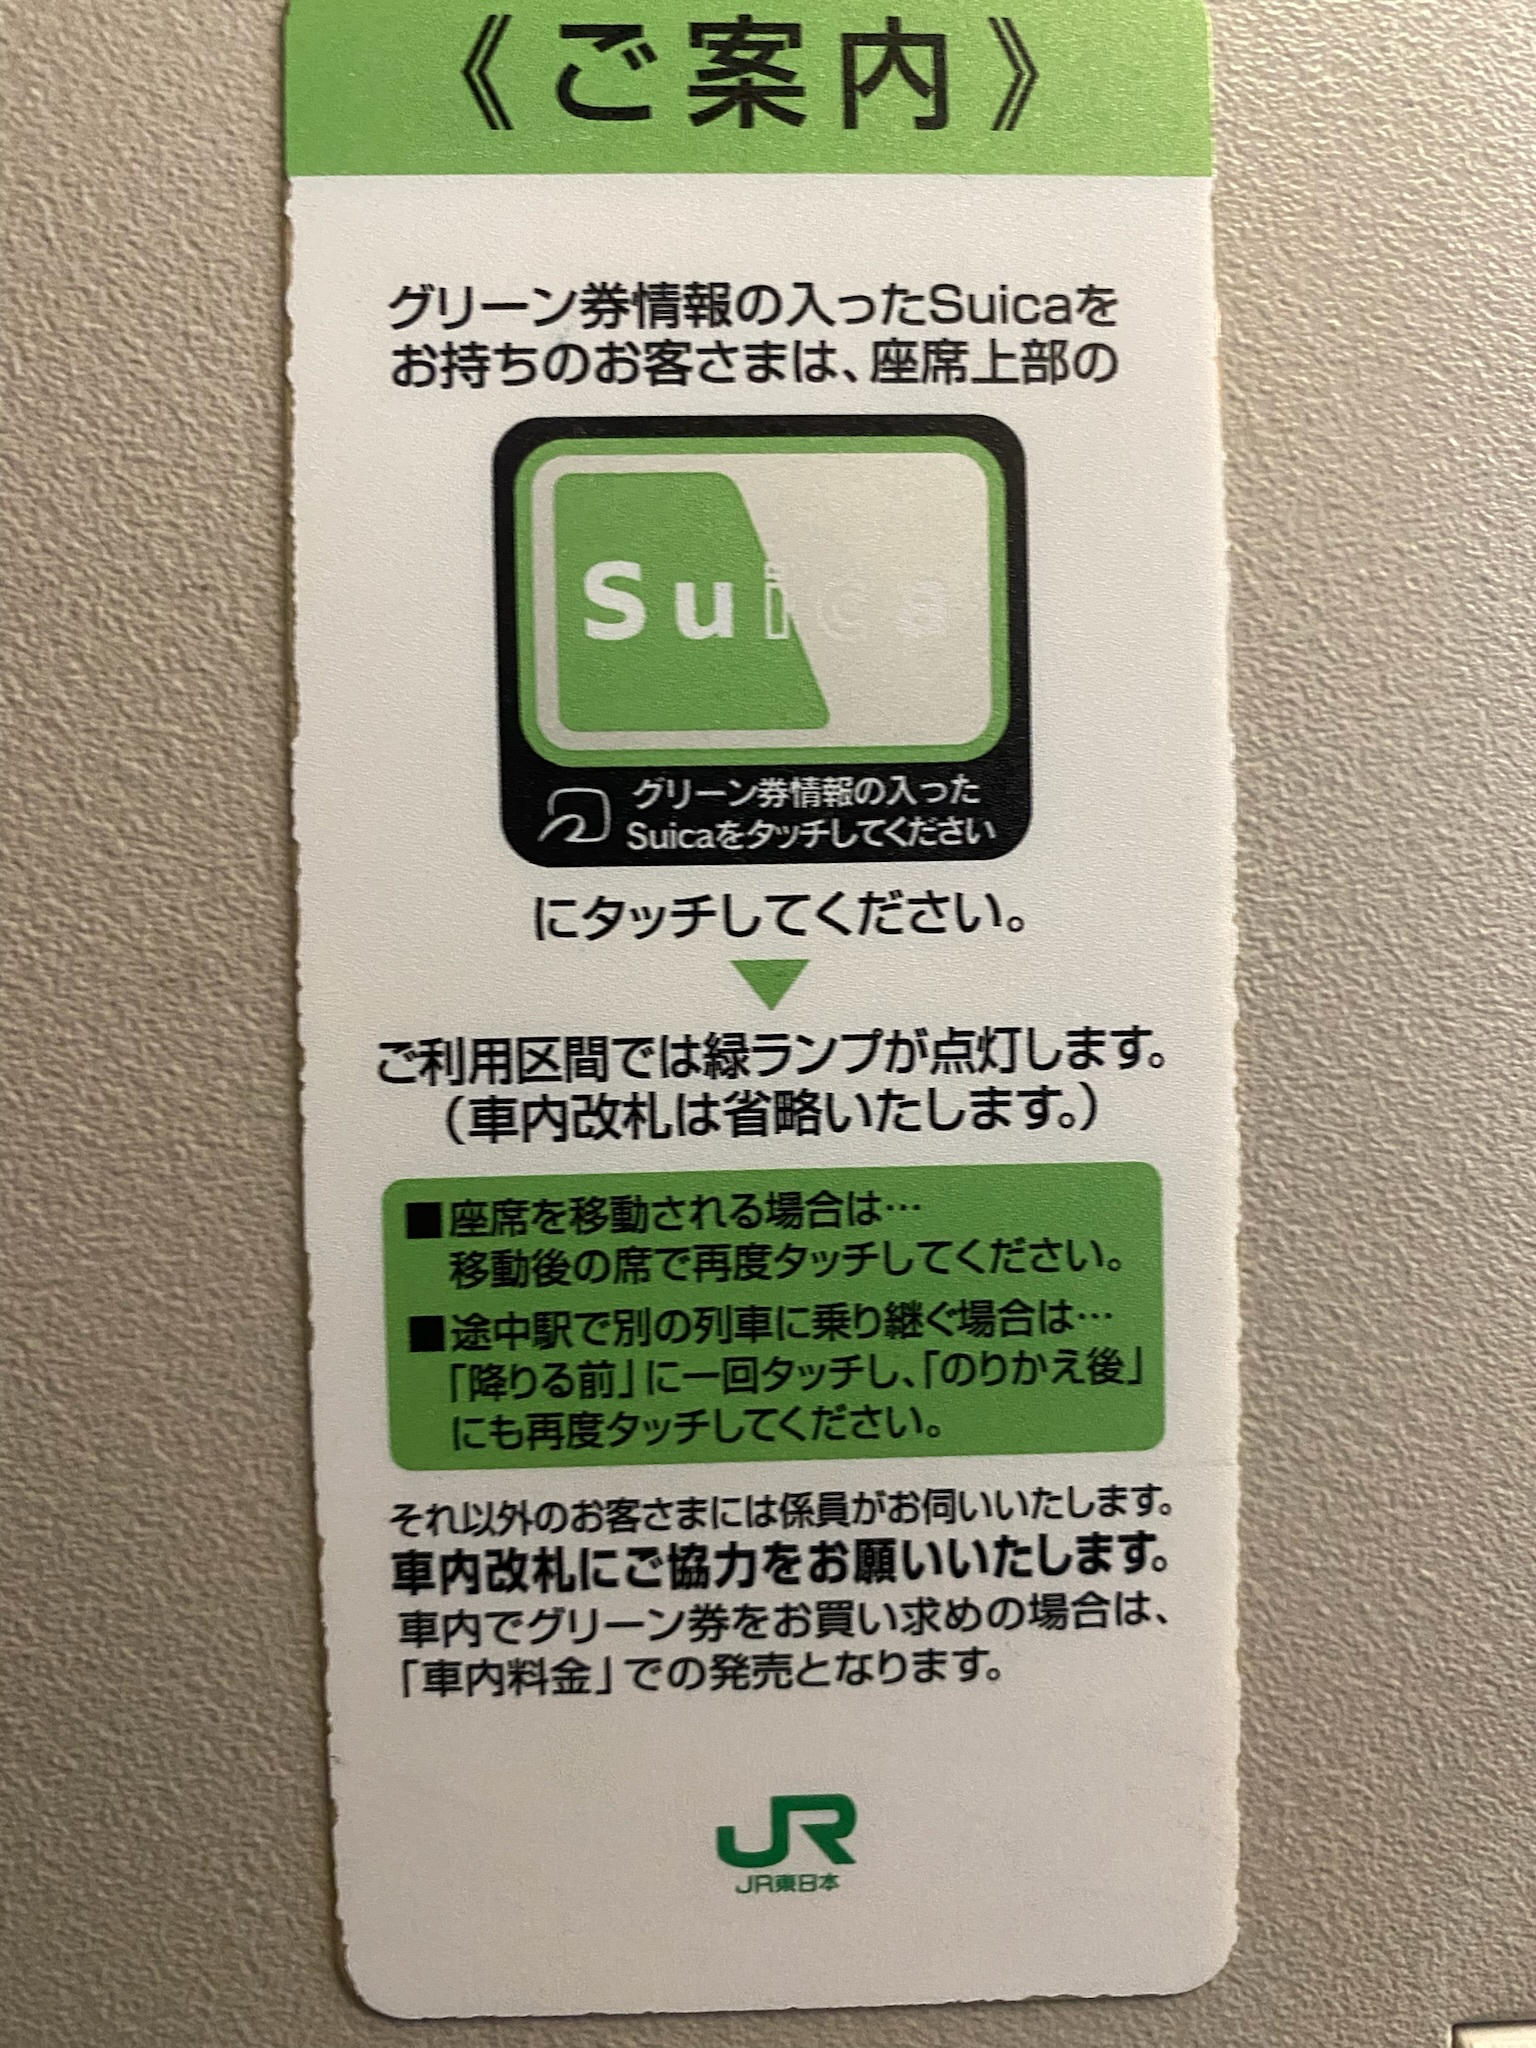 《ご案内》
グリーン券情報の入ったSuicaを
お持ちのお客さまは、座席上部の
Suica
グリーン券情報の入った
Suicaをタッチしてください
にタッチしてください。
ご利用区間では緑ランプが点灯します。
（車内改札は省略いたします。）
■座席を移動される場合は…
移動後の席で再度タッチしてください。
■途中駅で別の列車に乗り継ぐ場合は…
「降りる前」に一回タッチし、「のりかえ後」
にも再度タッチしてください。
それ以外のお客さまには係員がお伺いいたします。
車内改札にご協力をお願いいたします。
車内でグリーン券をお買い求めの場合は、
「車内料金」での発売となります。
JR
JR東日本